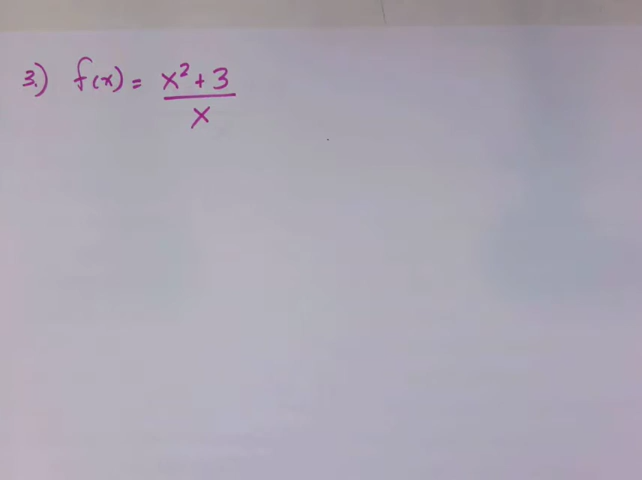 3.) f(x) = x² + 3
x